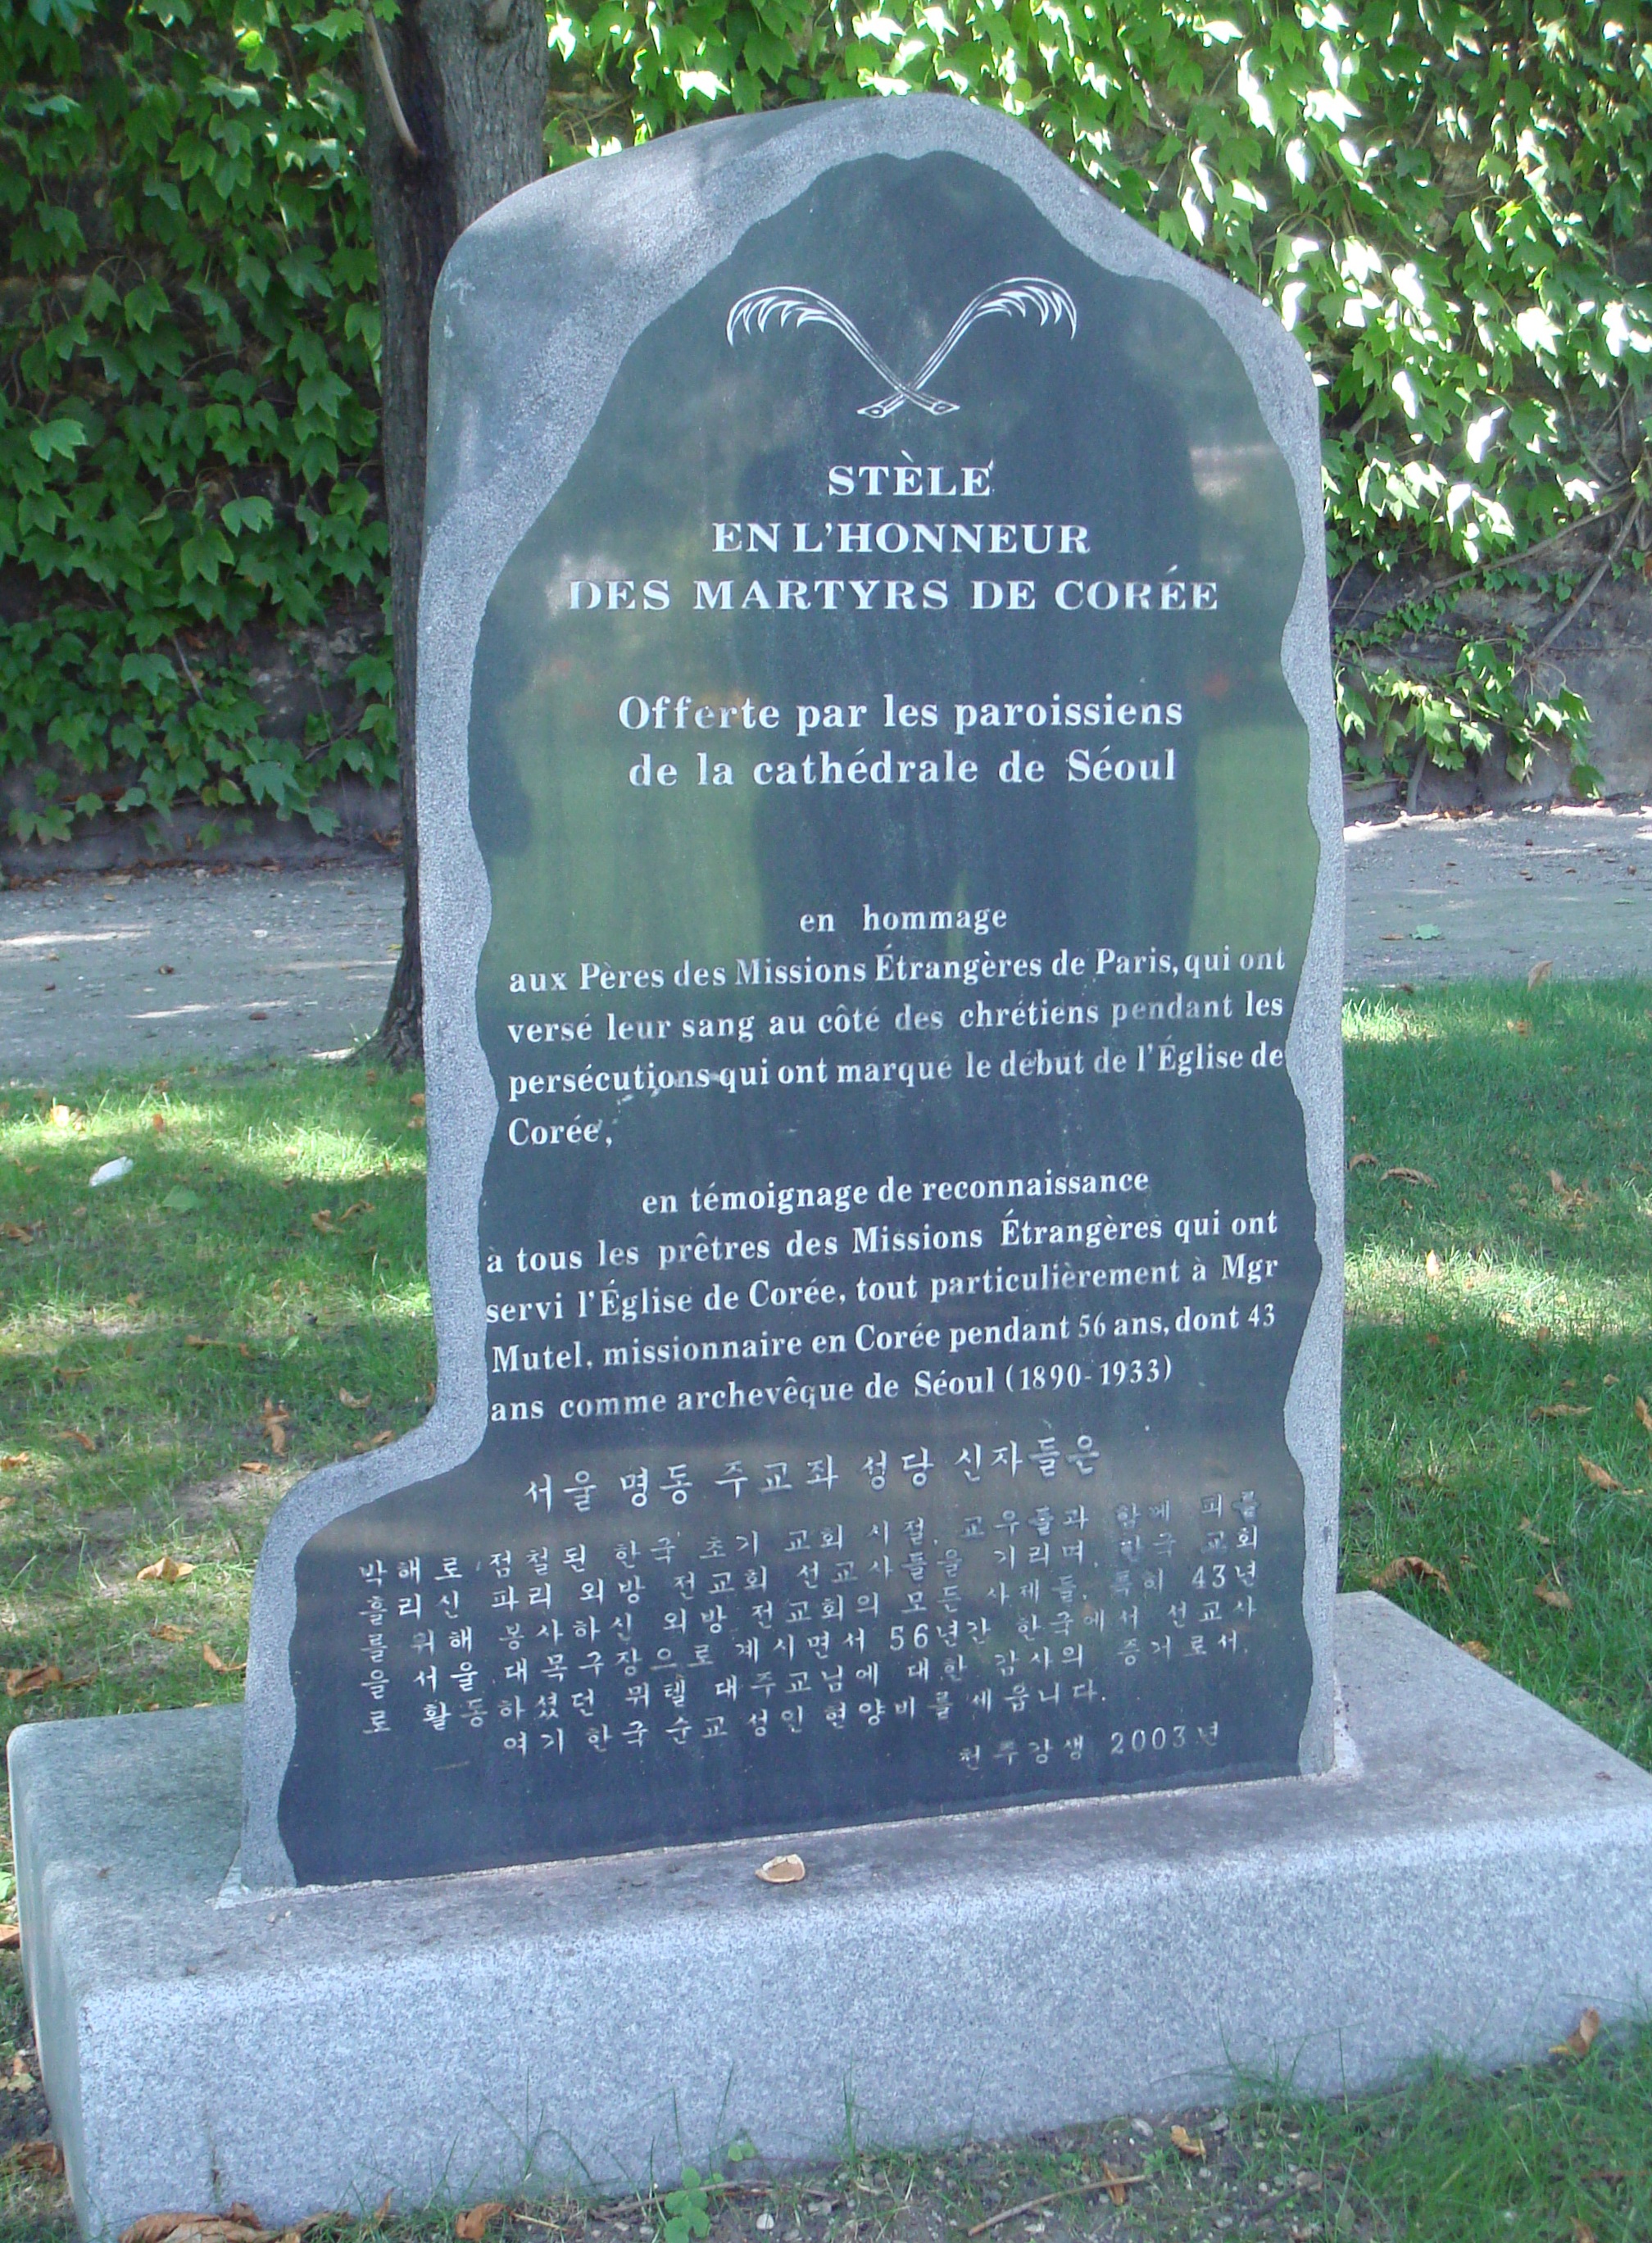 STÈLE
EN L'HONNEUR
DES MARTYRS DE CORÉE
Offerte par les paroissiens
de la cathédrale de Séoul
en hommage
aux Pères des Missions Étrangères de Paris, qui ont
versé leur sang au côté des chrétiens pendant les
persécutions qui ont marqué le début de l'Église de
Corée,
en témoignage de reconnaissance
à tous les prêtres des Missions Étrangères qui ont
servi l'Église de Corée, tout particulièrement à Mgr
Mutel, missionnaire en Corée pendant 56 ans, dont 43
ans comme archevêque de Séoul (1890-1933)
서울 명동 주교좌 성당 신자들은
박해로 점철된 한국 초기 교회 시절, 교우들과 함께 피를
흘리신 파리 외방 전교회 선교사들을 기리며, 한국 교회
를 위해 봉사하신 외방 전교회의 모든 사제들, 특히 43년
을 서울 대목구장으로 계시면서 56년간 한국에서 선교사
로 활동하셨던 뮈텔 대주교님에 대한 감사의 증거로서,
여기 한국 순교 성인 현양비를 세웁니다.
천주강생 2003년